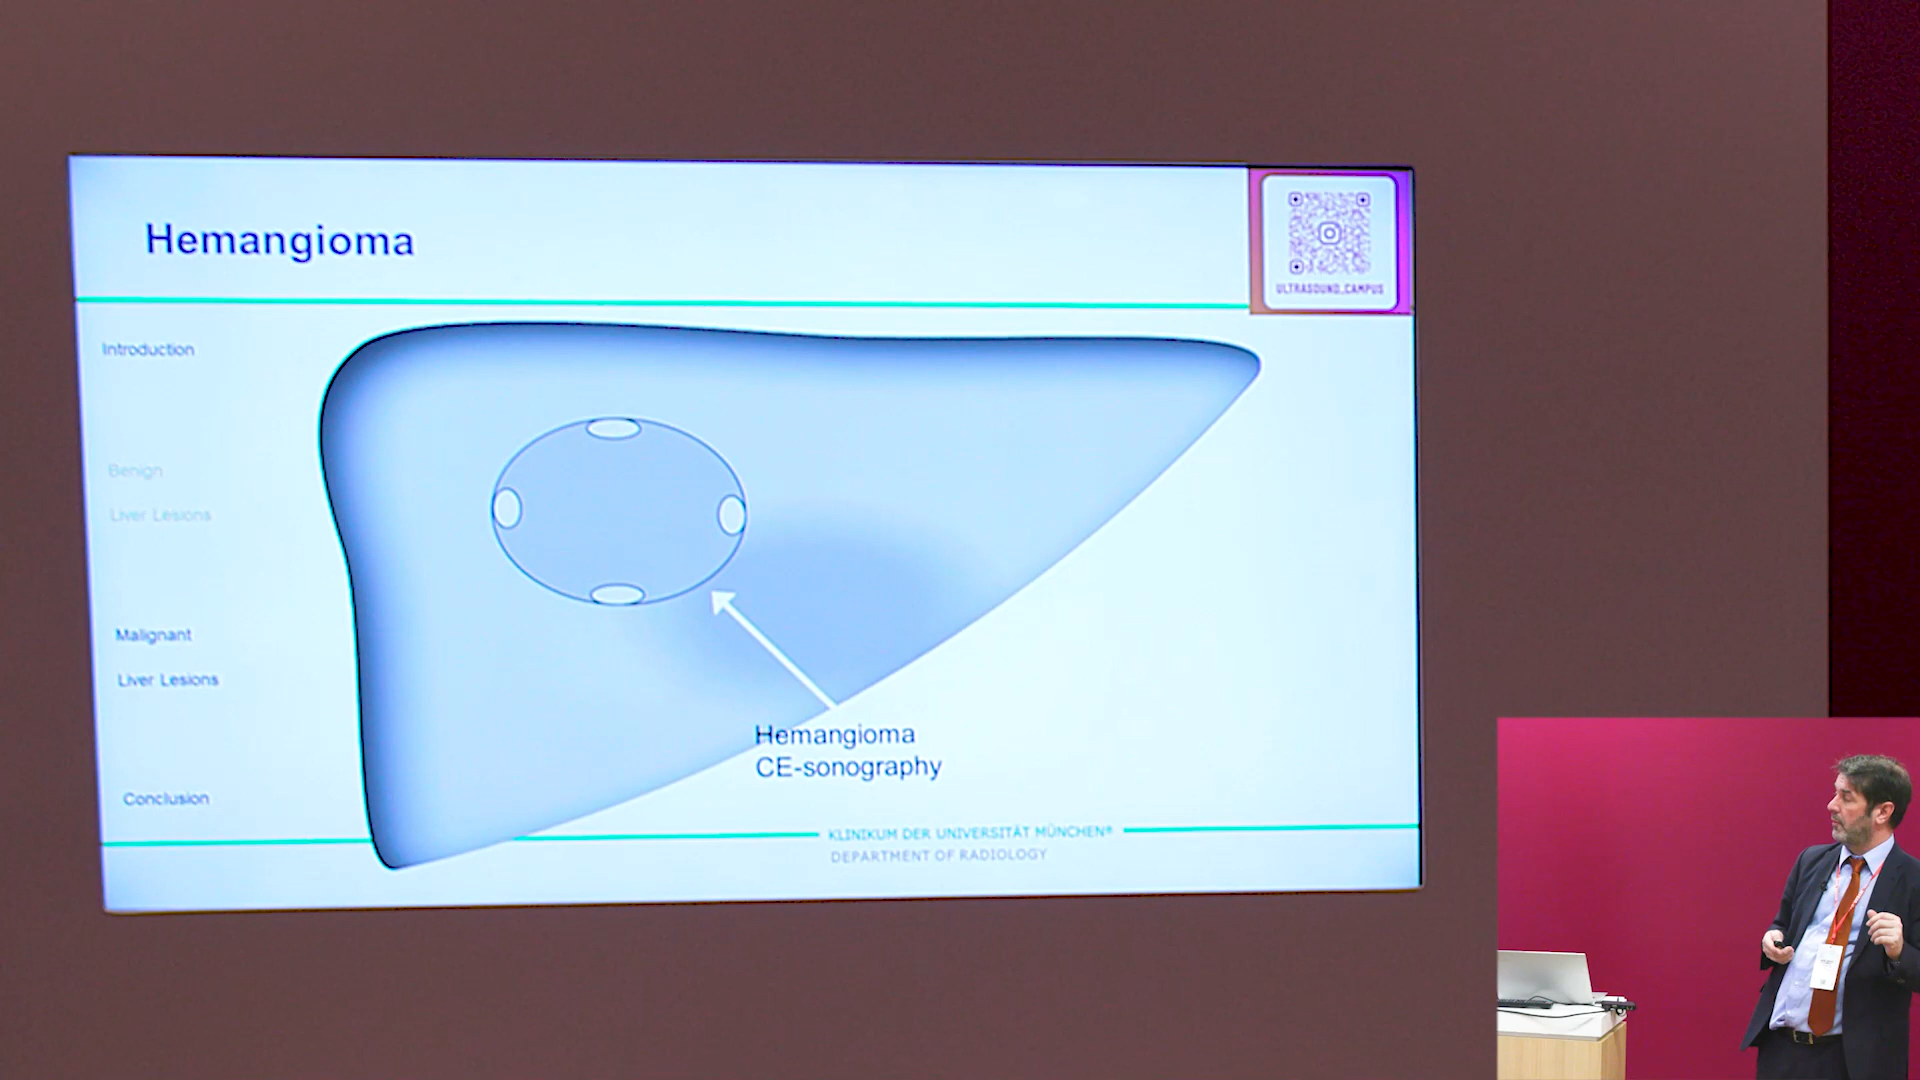 Hemangioma
ULTRASOUND_CAMPUS
Introduction
Benign
Liver Lesions
Malignant
Liver Lesions
Conclusion
Hemangioma
CE-sonography
KLINIKUM DER UNIVERSITÄT MÜNCHEN®
DEPARTMENT OF RADIOLOGY